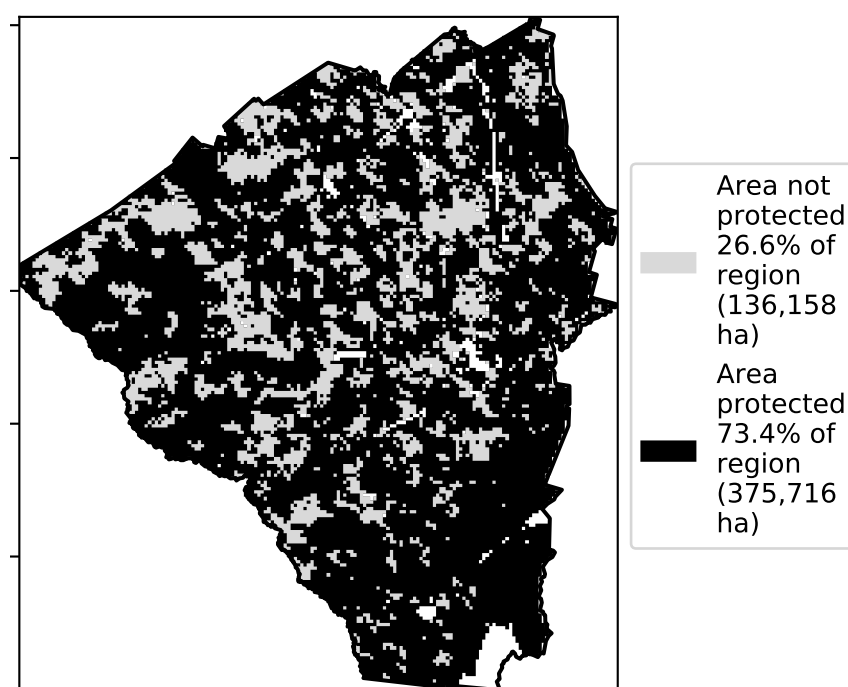 Area not
protected
26.6% of
region
(136,158
ha)
Area
protected
73.4% of
region
(375,716
ha)